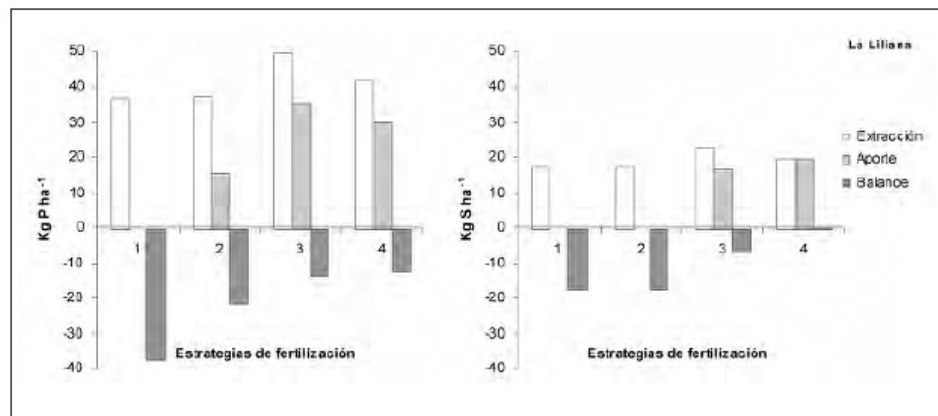 La Liliana
50
40
30
20
10
0
-10
-20
-30
-40
Kg P ha⁻¹
1 2 3 4
Estrategias de fertilización
50
40
30
20
10
0
-10
-20
-30
-40
Kg S ha⁻¹
1 2 3 4
Estrategias de fertilización
Extracción
Aporte
Balance